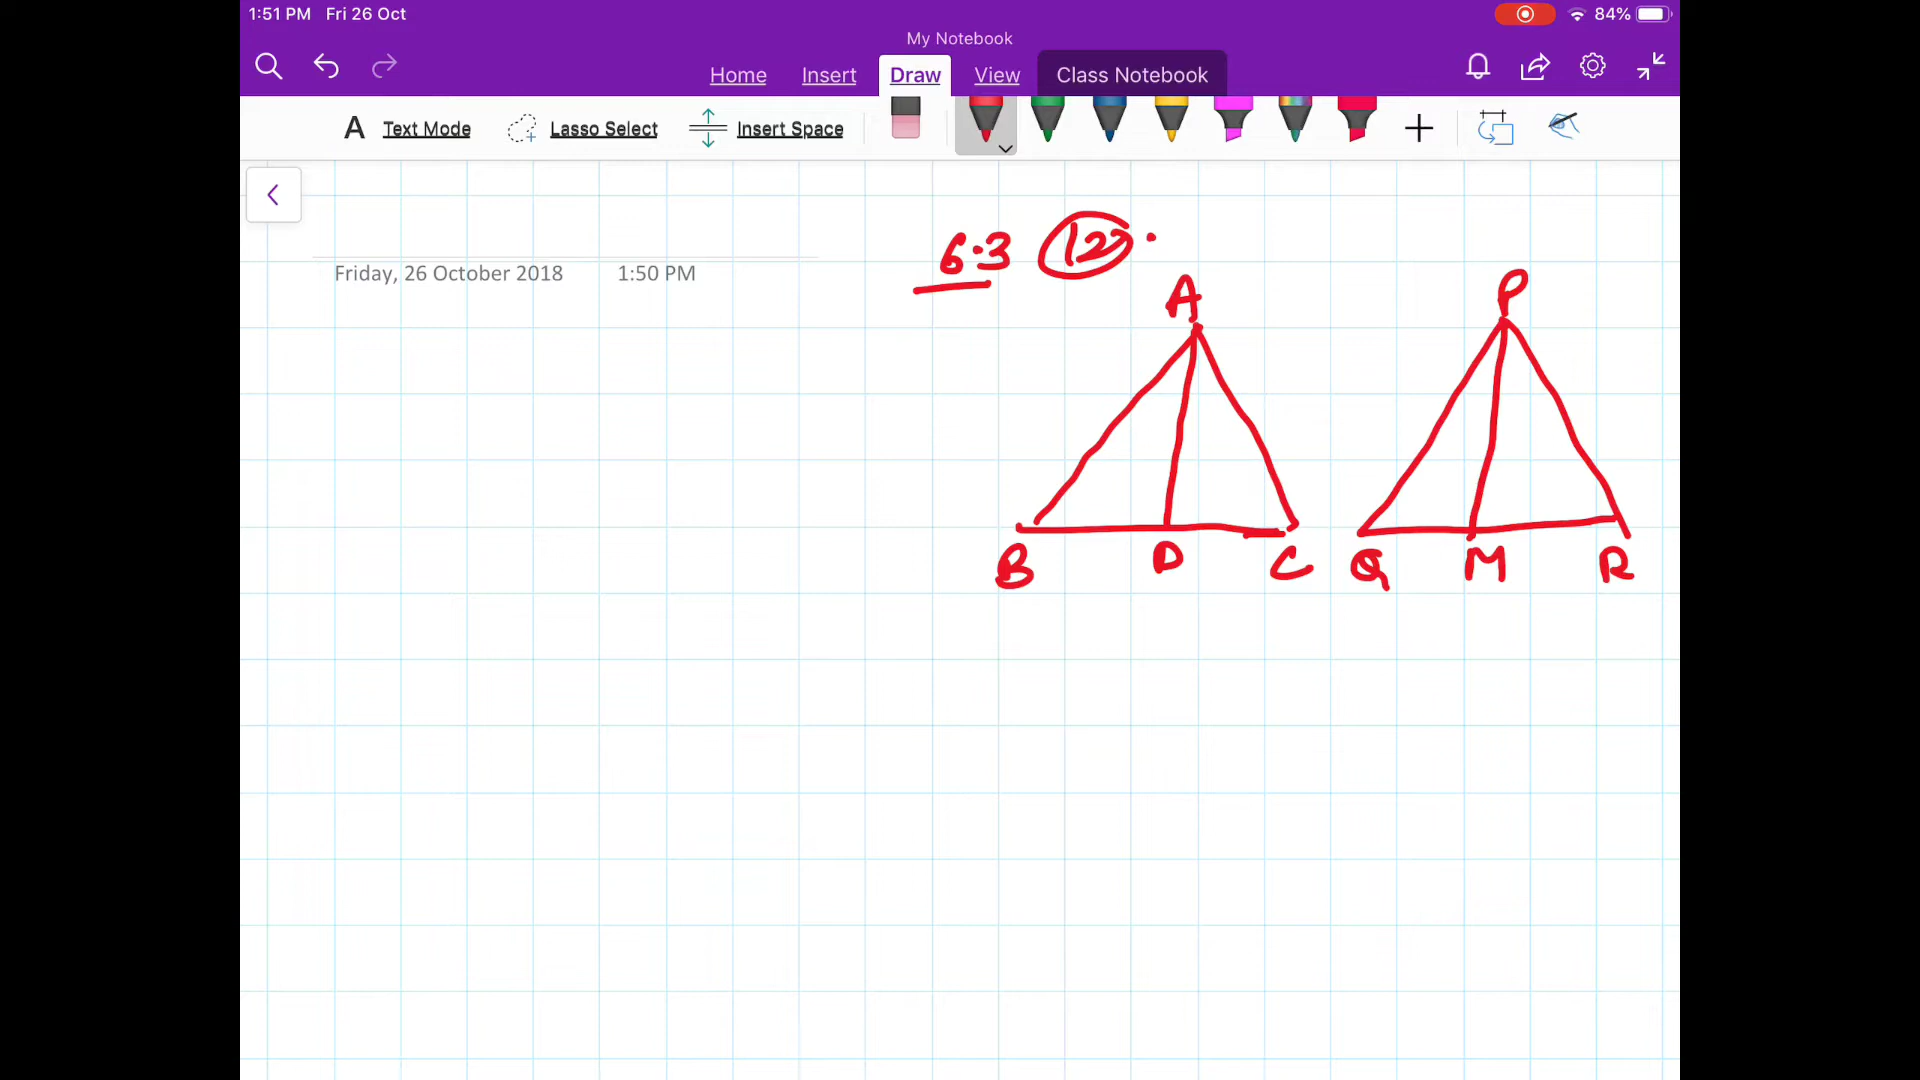 1:51 PM Fri 26 Oct
84%
My Notebook
Home Insert Draw View Class Notebook
A Text Mode Lasso Select Insert Space
6.3 (12).
Friday, 26 October 2018 1:50 PM
A P
B D C Q M R